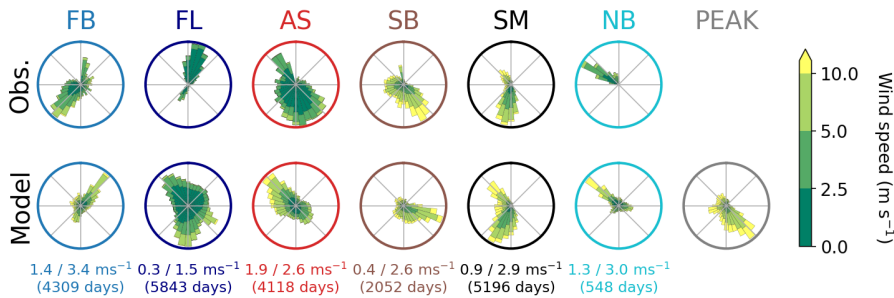 FB FL AS SB SM NB PEAK
Obs.
Model
1.4 / 3.4 ms⁻¹ 0.3 / 1.5 ms⁻¹ 1.9 / 2.6 ms⁻¹ 0.4 / 2.6 ms⁻¹ 0.9 / 2.9 ms⁻¹ 1.3 / 3.0 ms⁻¹
(4309 days) (5843 days) (4118 days) (2052 days) (5196 days) (548 days)
10.0
5.0
2.5
0.0
Wind speed (m s⁻¹)